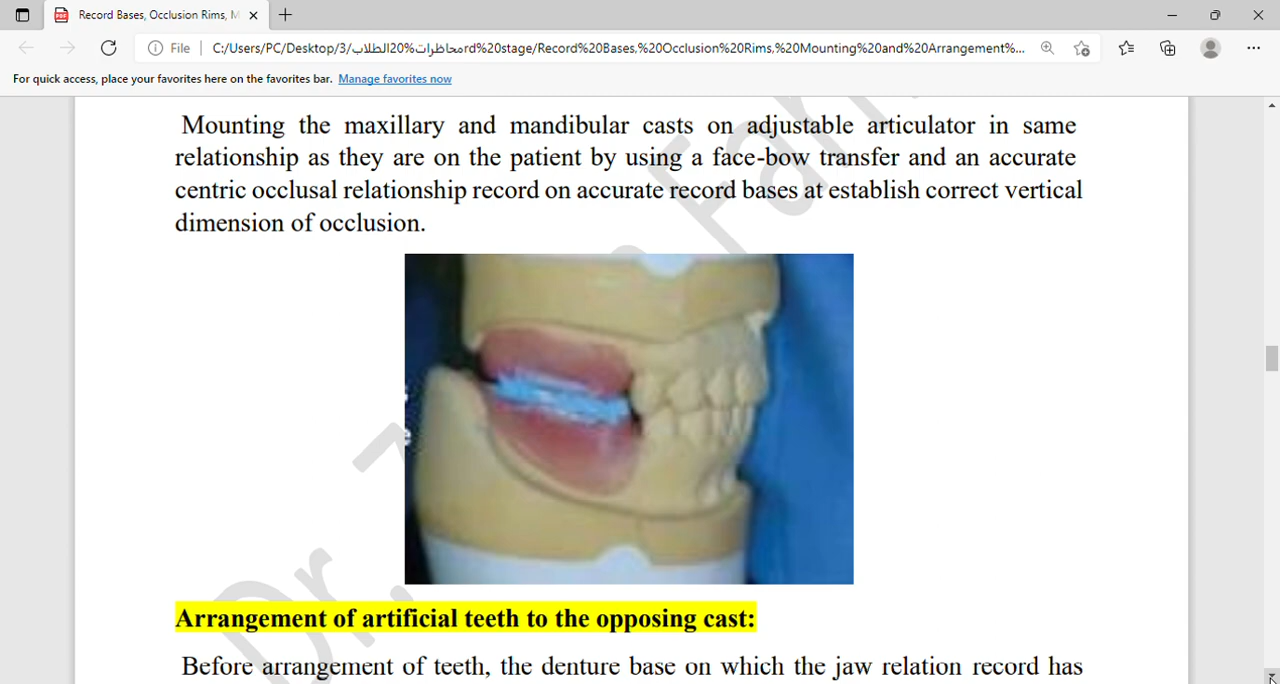 Record Bases, Occlusion Rims, M
File
C:/Users/PC/Desktop/3/محاظرات%20الطلاب/rd%20stage/Record%20Bases,%20Occlusion%20Rims,%20Mounting%20and%20Arrangement%...
For quick access, place your favorites here on the favorites bar. Manage favorites now
Mounting the maxillary and mandibular casts on adjustable articulator in same
relationship as they are on the patient by using a face-bow transfer and an accurate
centric occlusal relationship record on accurate record bases at establish correct vertical
dimension of occlusion.
Arrangement of artificial teeth to the opposing cast:
Before arrangement of teeth, the denture base on which the jaw relation record has
Dr.